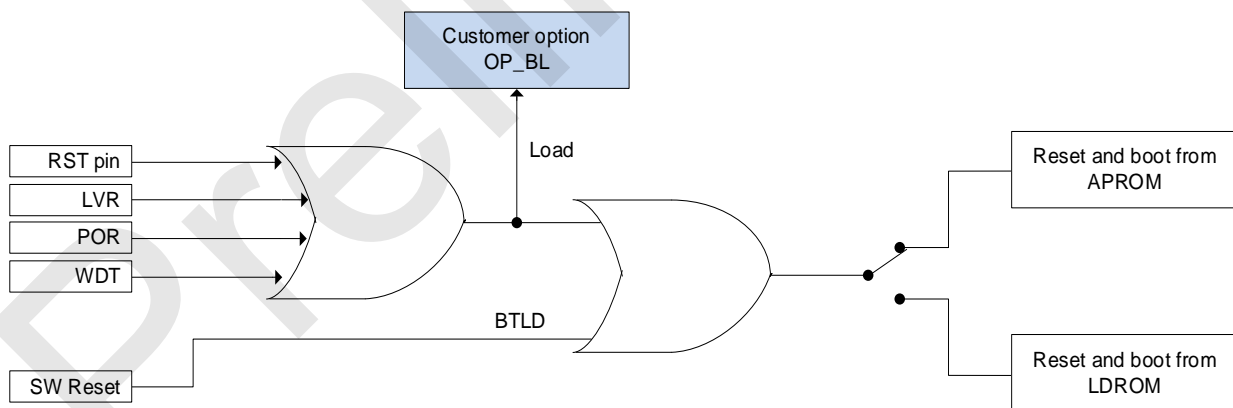 Customer option
OP_BL
Load
RST pin
LVR
POR
WDT
BTLD
SW Reset
Reset and boot from
APROM
Reset and boot from
LDROM